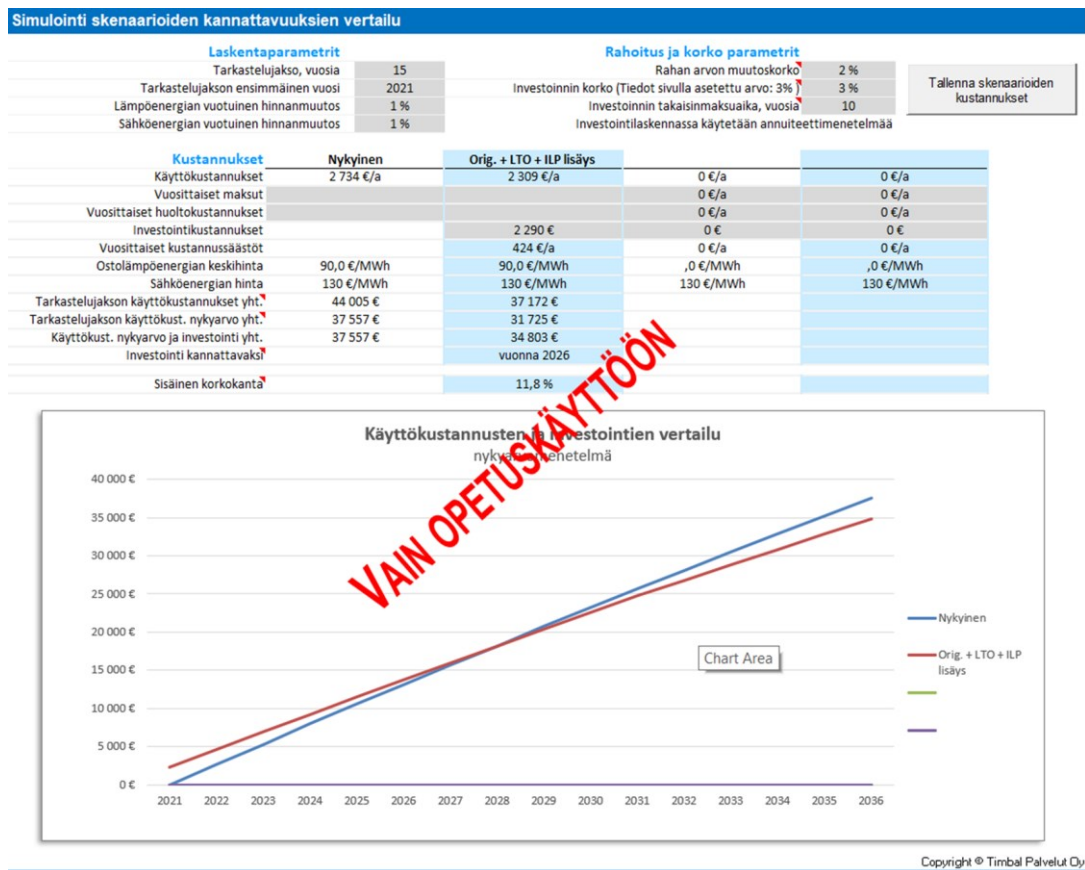 Simulointi skenaarioiden kannattavuuksien vertailu
Laskentaparametrit
Tarkastelujakso, vuosia 15
Tarkastelujakson ensimmäinen vuosi 2021
Lämpöenergian vuotuinen hinnanmuutos 1 %
Sähköenergian vuotuinen hinnanmuutos 1 %
Rahoitus ja korko parametrit
Rahan arvon muutoskorko 2 %
Investoinnin korko (Tiedot sivulla asetettu arvo: 3% ) 3 %
Investoinnin takaisinmaksuaika, vuosia 10
Investointilaskennassa käytetään annuiteettimenetelmää
Tallenna skenaarioiden
kustannukset
Kustannukset Nykyinen Orig. + LTO + ILP lisäys
Käyttökustannukset 2 734 €/a 2 309 €/a 0 €/a 0 €/a
Vuosittaiset maksut 0 €/a 0 €/a
Vuosittaiset huoltokustannukset 0 €/a 0 €/a
Investointikustannukset 2 290 € 0 € 0 €
Vuosittaiset kustannussäästöt 424 €/a 0 €/a 0 €/a
Ostolämpöenergian keskihinta 90,0 €/MWh 90,0 €/MWh ,0 €/MWh ,0 €/MWh
Sähköenergian hinta 130 €/MWh 130 €/MWh 130 €/MWh 130 €/MWh
Tarkastelujakson käyttökustannukset yht. 44 005 € 37 172 €
Tarkastelujakson käyttökust. nykyarvo yht. 37 557 € 31 725 €
Käyttökust. nykyarvo ja investointi yht. 37 557 € 34 803 €
Investointi kannattavaksi vuonna 2026
Sisäinen korkokanta 11,8 %
VAIN OPETUSKÄYTTÖÖN
Käyttökustannusten ja investointien vertailu
nykyarvomenetelmä
40 000 €
35 000 €
30 000 €
25 000 €
20 000 €
15 000 €
10 000 €
5 000 €
0 €
2021 2022 2023 2024 2025 2026 2027 2028 2029 2030 2031 2032 2033 2034 2035 2036
Chart Area
Nykyinen
Orig. + LTO + ILP
lisäys
Copyright © Timbal Palvelut Oy